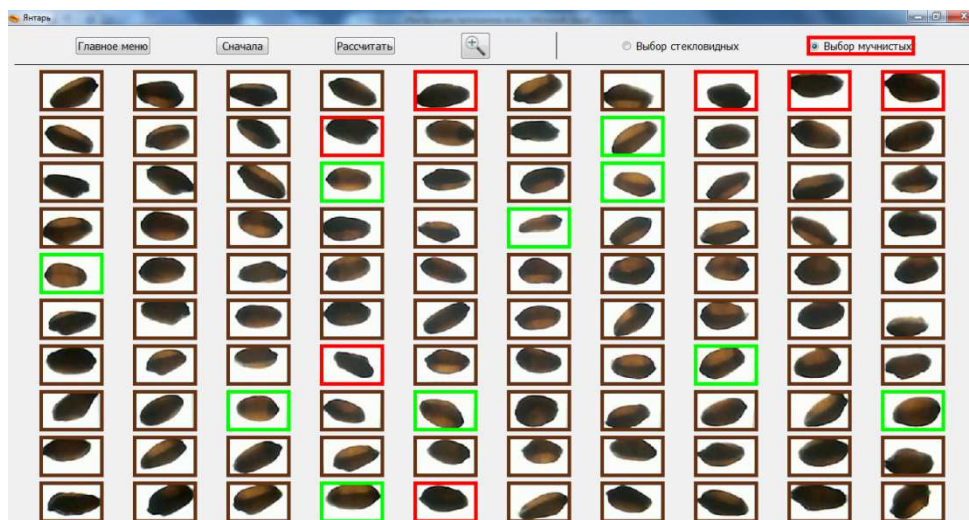 Янтарь
Главное меню
Сначала
Рассчитать
Выбор стекловидных
Выбор мучнистых